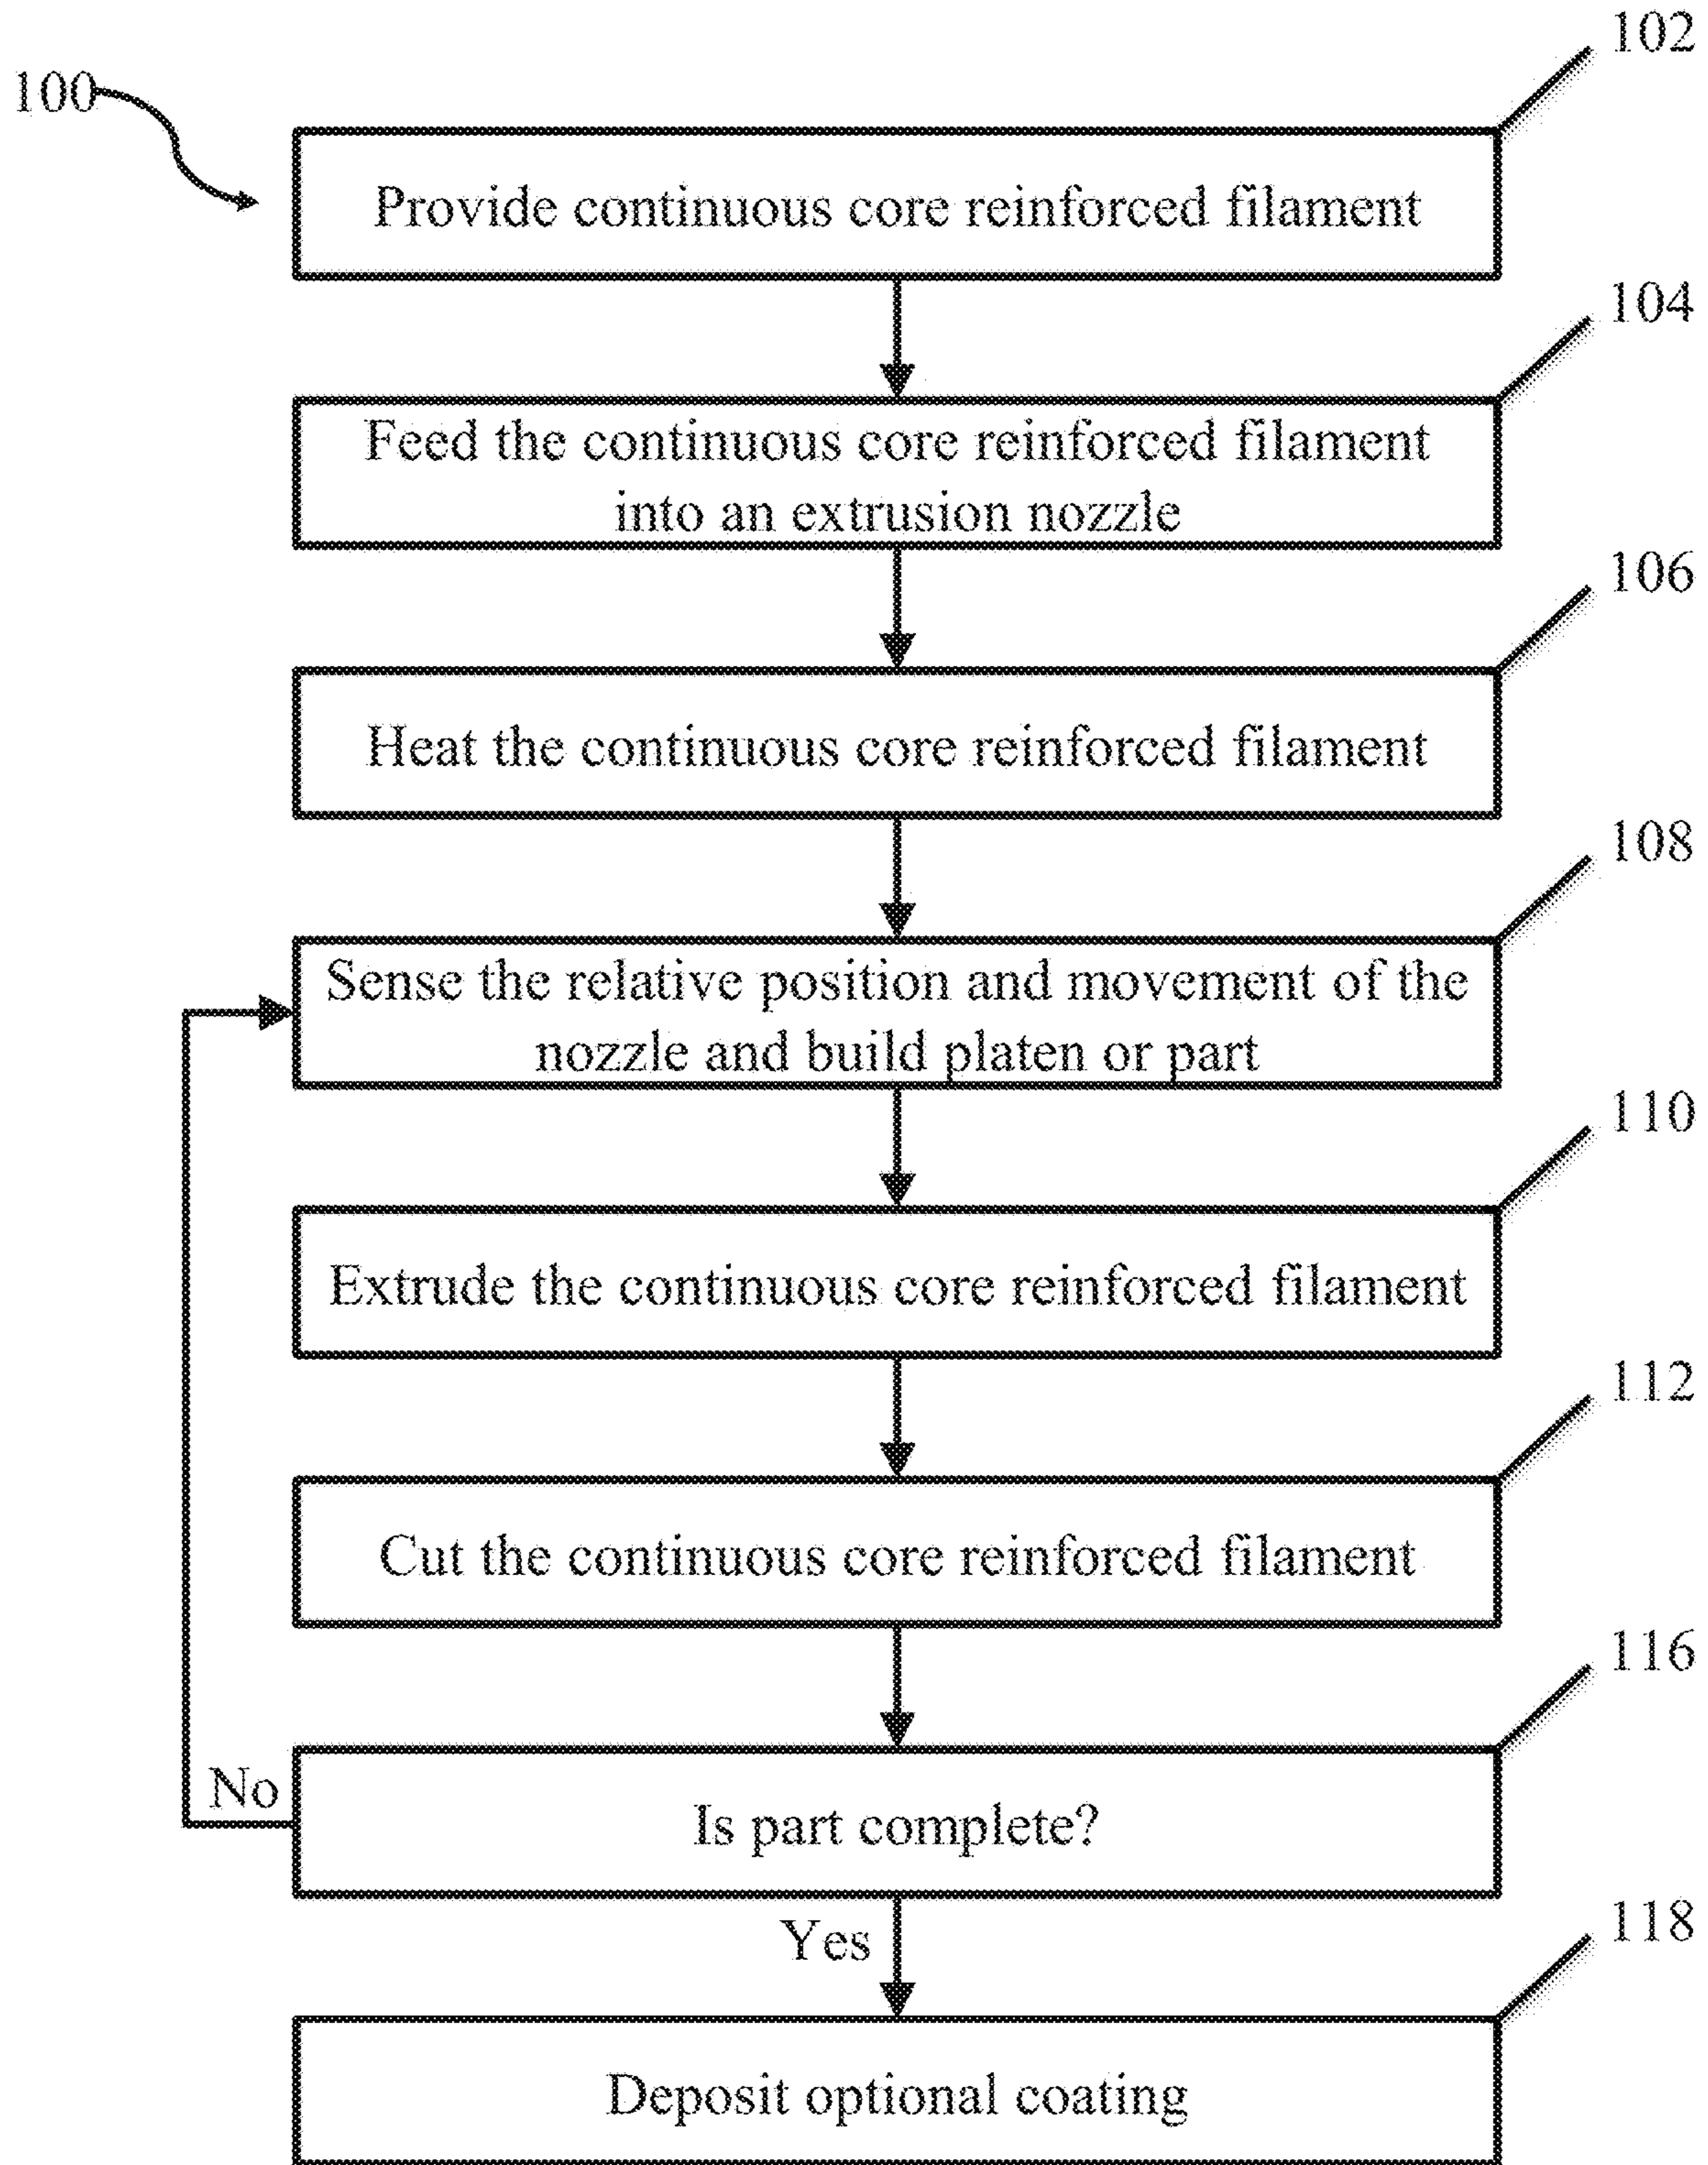 102
100
Provide continuous core reinforced filament
104
Feed the continuous core reinforced filament
into an extrusion nozzle
106
Heat the continuous core reinforced filament
108
Sense the relative position and movement of the
nozzle and build platen or part
110
Extrude the continuous core reinforced filament
112
Cut the continuous core reinforced filament
116
No
Is part complete?
Yes
118
Deposit optional coating